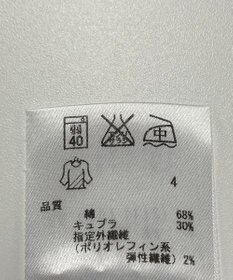 弱
40
中
4
品質
綿 68%
キュプラ 30%
指定外繊維
(ポリオレフィン系
弾性繊維) 2%